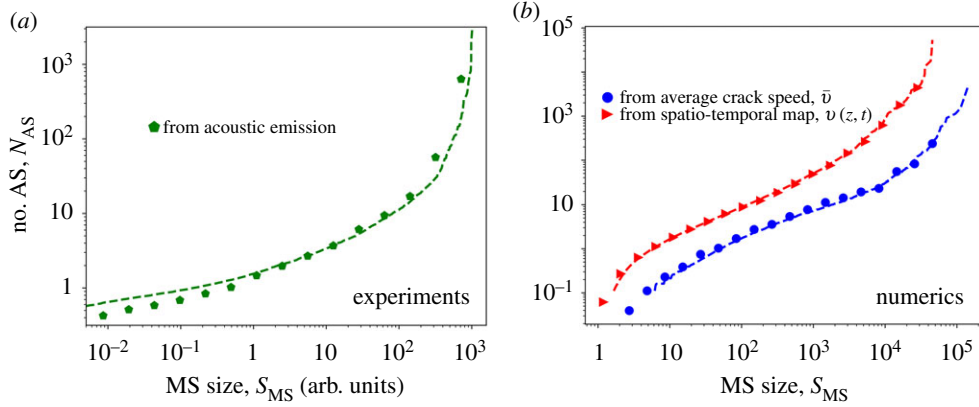 (a)
10³
10²
10
1
no. AS, N_AS
from acoustic emission
experiments
10⁻² 10⁻¹ 1 10 10² 10³
MS size, S_MS (arb. units)
(b)
10⁵
10³
10
10⁻¹
from average crack speed, ῡ
from spatio-temporal map, υ (z, t)
numerics
1 10 10² 10³ 10⁴ 10⁵
MS size, S_MS